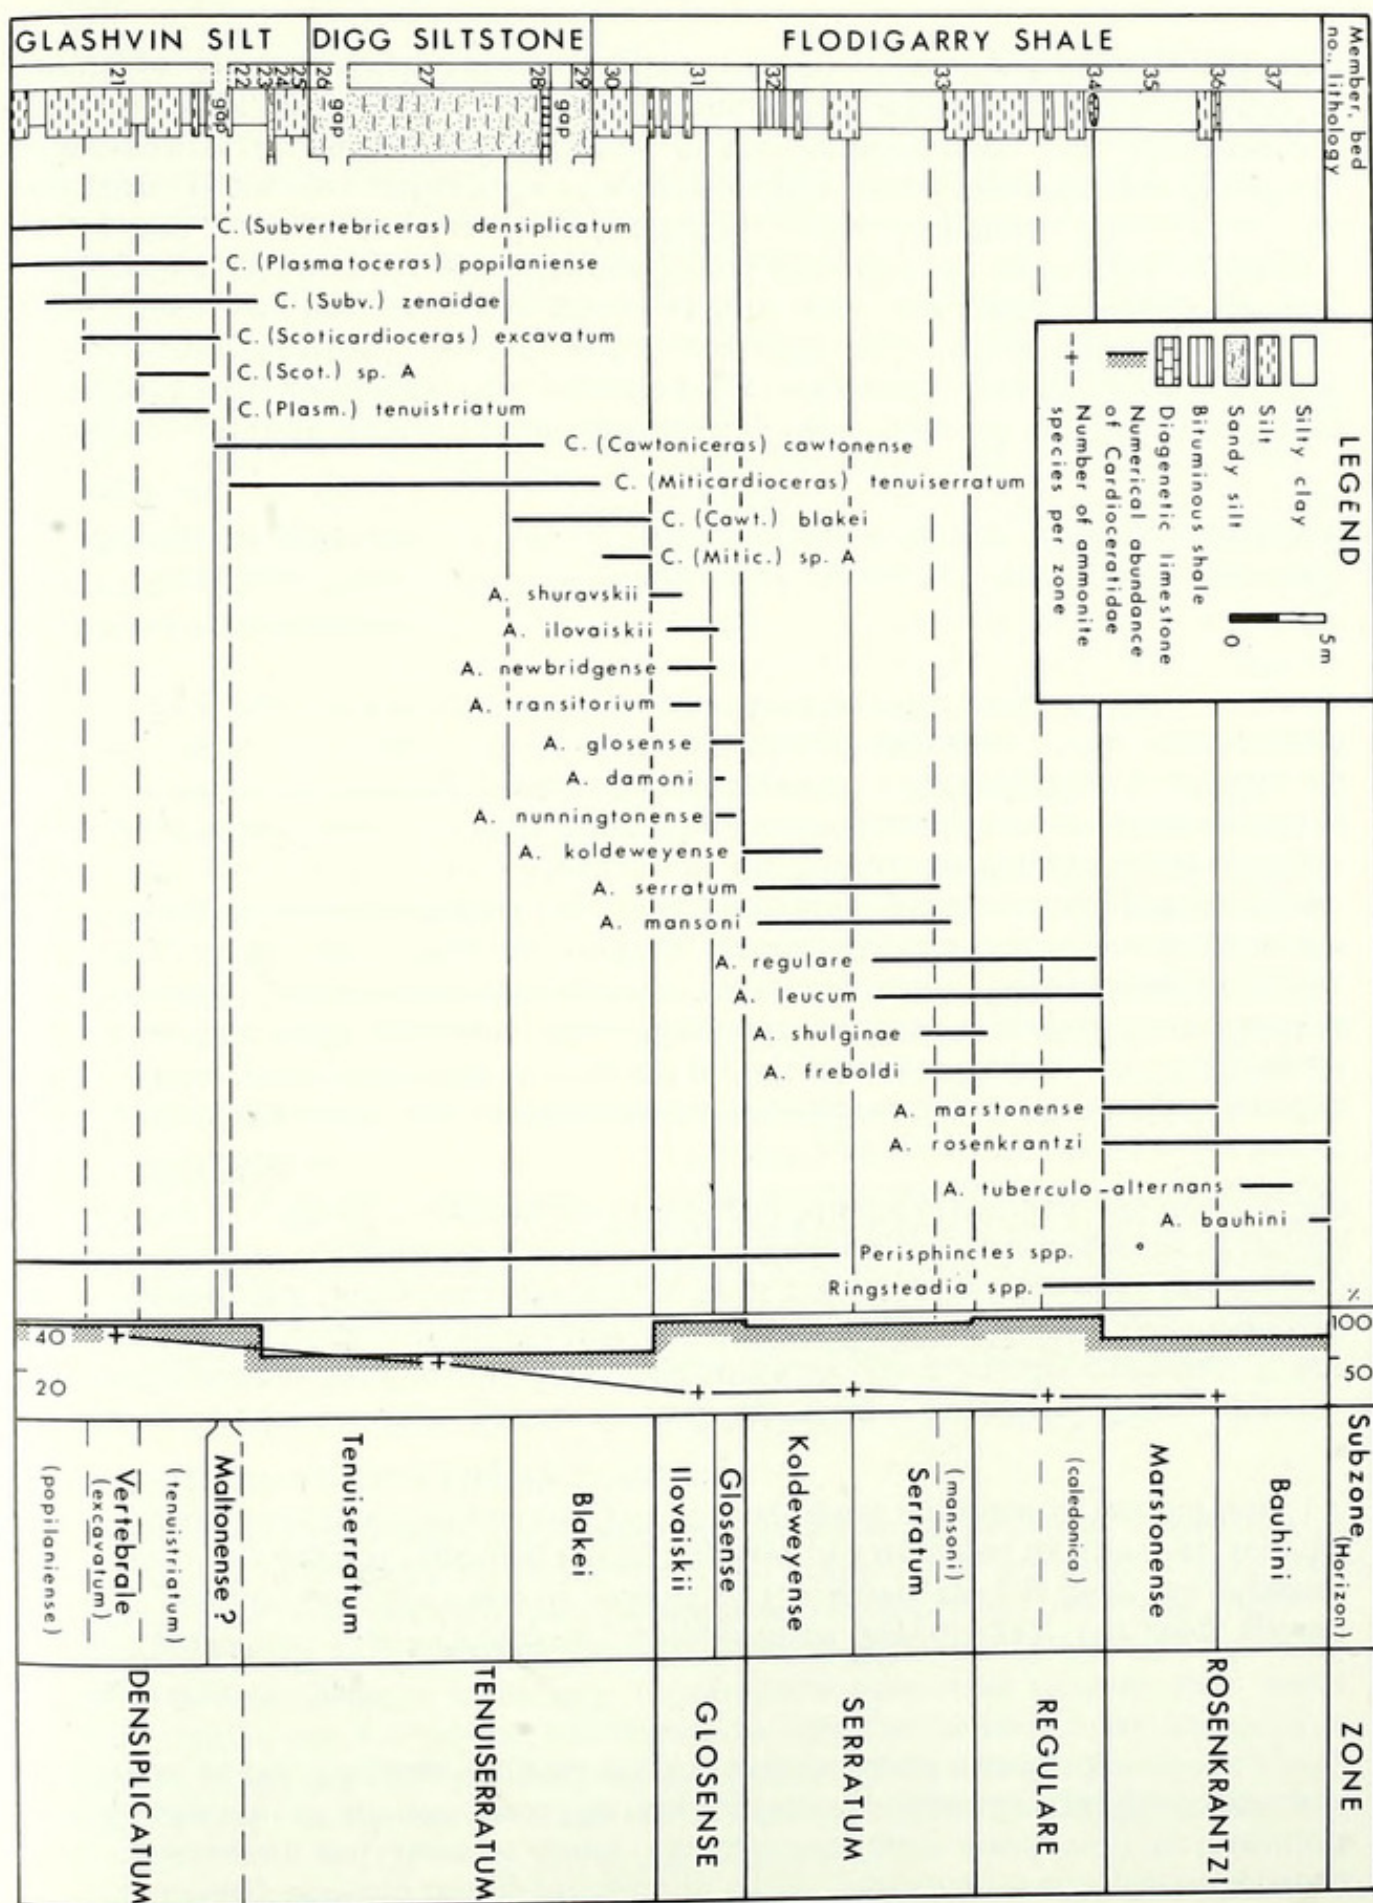 GLASHVIN SILT
DIGG SILTSTONE
FLODIGARRY SHALE
Member, bed
no., lithology
21
22
23
24
25
26
27
28
29
30
31
32
33
34
35
36
37
gap
gap
gap
C. (Subvertebriceras) densiplicatum
C. (Plasmatoceras) popilaniense
C. (Subv.) zenaidae
C. (Scoticardioceras) excavatum
C. (Scot.) sp. A
C. (Plasm.) tenuistriatum
C. (Cawtoniceras) cawtonense
C. (Miticardioceras) tenuiserratum
C. (Cawt.) blakei
C. (Mitic.) sp. A
A. shuravskii
A. ilovaiskii
A. newbridgense
A. transitorium
A. glosense
A. damoni
A. nunningtonense
A. koldeweyense
A. serratum
A. mansoni
A. regulare
A. leucum
A. shulginae
A. freboldi
A. marstonense
A. rosenkrantzi
A. tuberculo-alternans
A. bauhini
Perisphinctes spp.
Ringsteadia spp.
LEGEND
Silty clay
Silt
Sandy silt
Bituminous shale
Diagenetic limestone
Numerical abundance
of Cardioceratidae
Number of ammonite
species per zone
0
5m
%
40
20
100
50
Subzone (Horizon)
(popilaniense)
Vertebrale
(excavatum)
(tenuistriatum)
Maltonense ?
Tenuiserratum
Blakei
Ilovaiskii
Glosense
Koldeweyense
Serratum
(mansoni)
(caledonica)
Marstonense
Bauhini
ZONE
DENSIPLICATUM
TENUISERRATUM
GLOSENSE
SERRATUM
REGULARE
ROSENKRANTZI